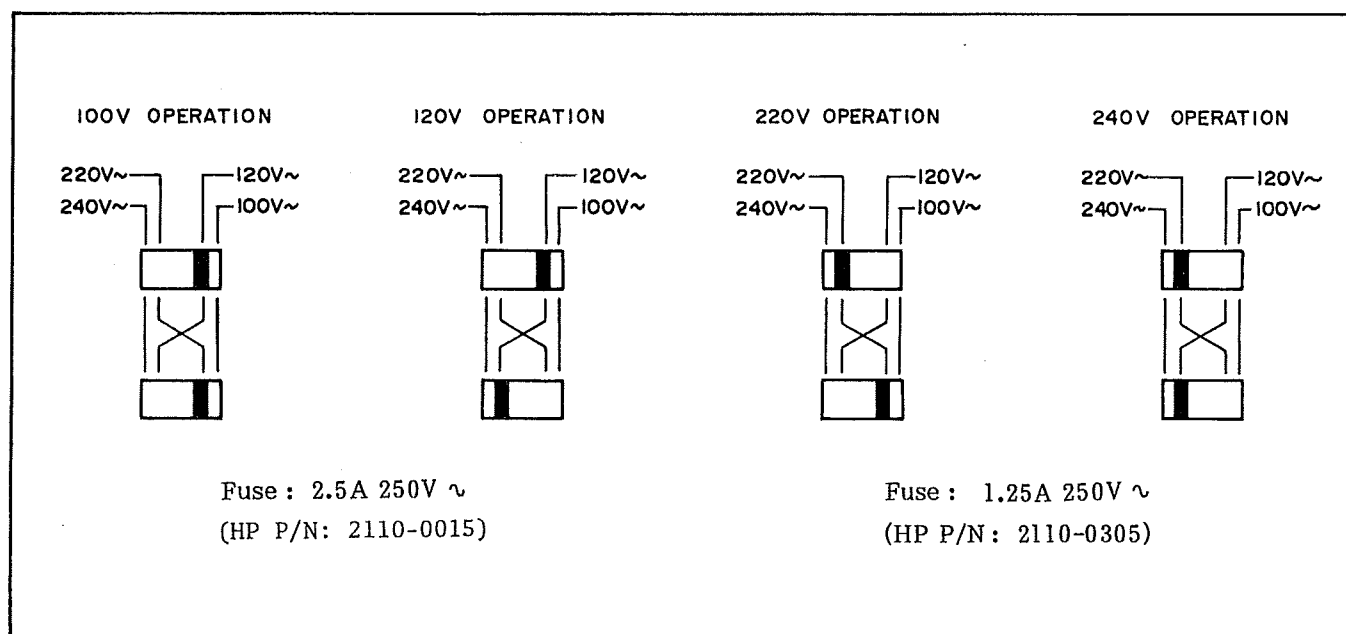 100V OPERATION
220V~ 120V~
240V~ 100V~
120V OPERATION
220V~ 120V~
240V~ 100V~
220V OPERATION
220V~ 120V~
240V~ 100V~
240V OPERATION
220V~ 120V~
240V~ 100V~
Fuse : 2.5A 250V ~
(HP P/N: 2110-0015)
Fuse : 1.25A 250V ~
(HP P/N : 2110-0305)